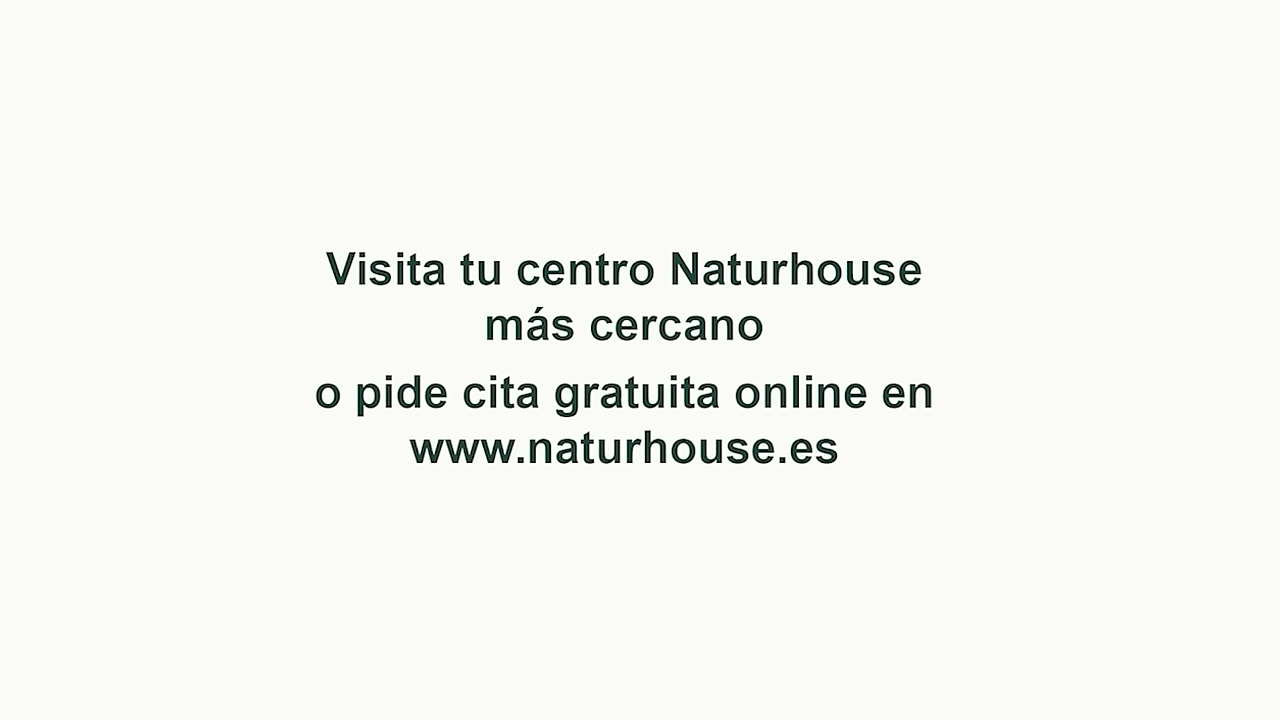 Visita tu centro Naturhouse
más cercano
o pide cita gratuita online en
www.naturhouse.es